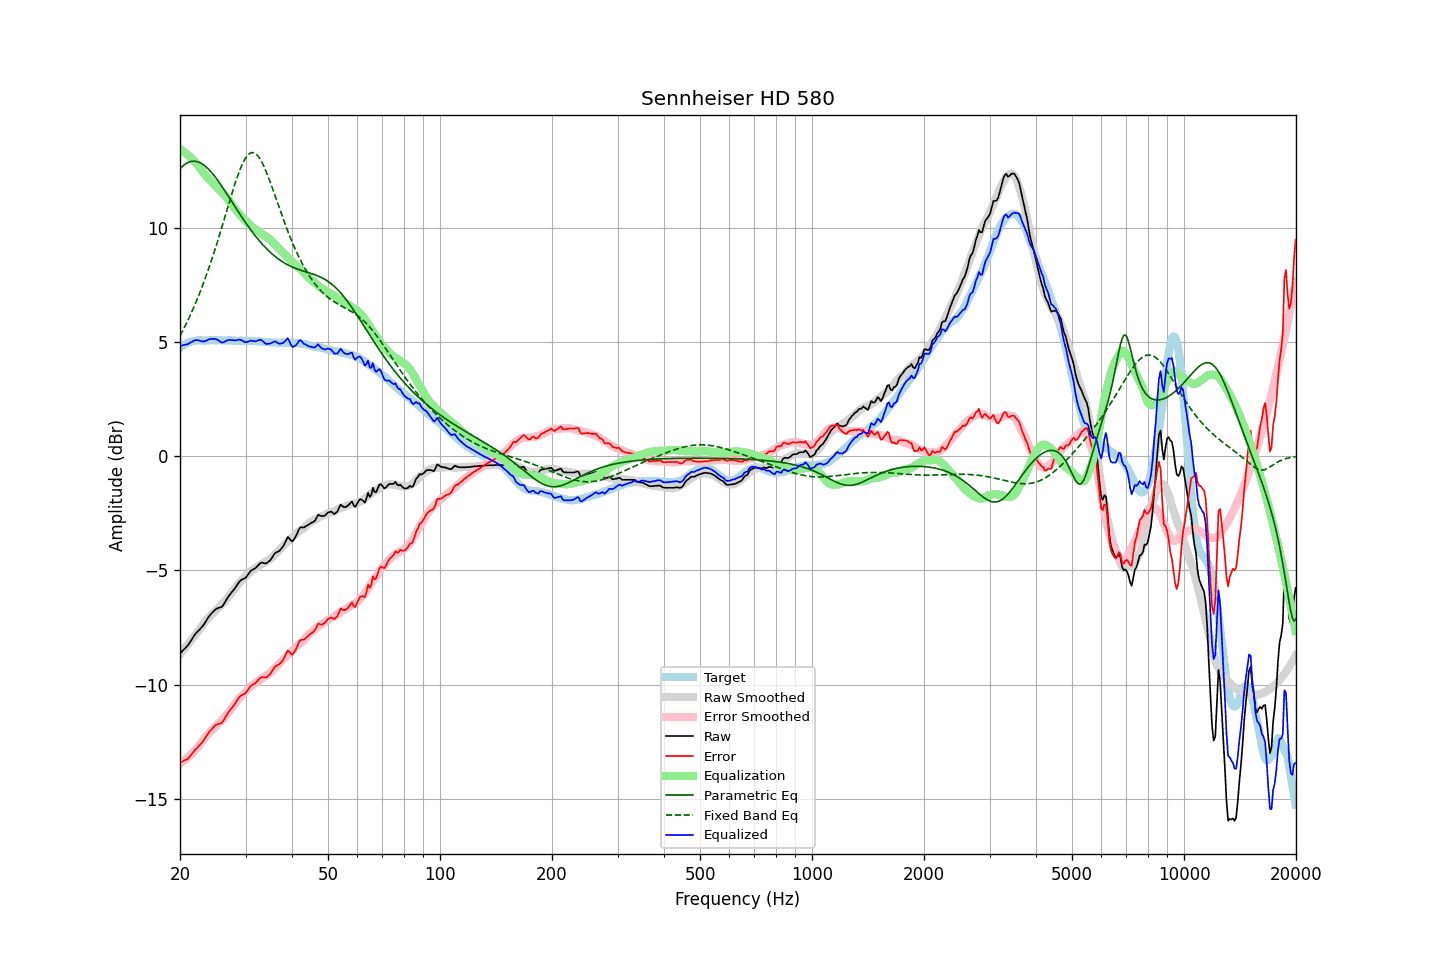 Sennheiser HD 580
Amplitude (dBr)
10
5
0
−5
−10
−15
Target
Raw Smoothed
Error Smoothed
Raw
Error
Equalization
Parametric Eq
Fixed Band Eq
Equalized
20 50 100 200 500 1000 2000 5000 10000 20000
Frequency (Hz)